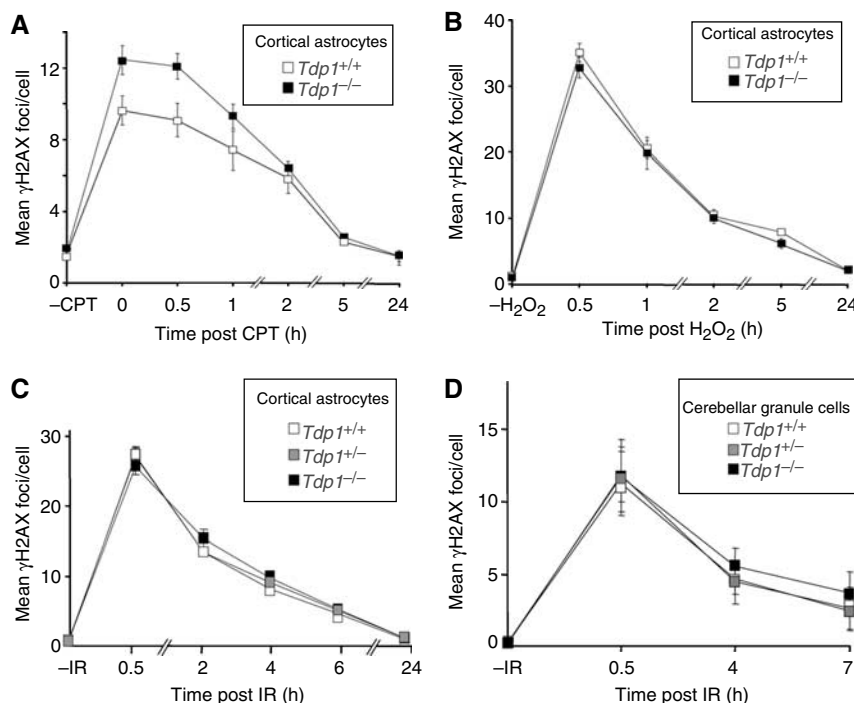 A
Cortical astrocytes
Tdp1+/+
Tdp1−/−
Mean γH2AX foci/cell
12
9
6
3
0
−CPT 0 0.5 1 2 5 24
Time post CPT (h)
B
Cortical astrocytes
Tdp1+/+
Tdp1−/−
Mean γH2AX foci/cell
40
30
20
10
0
−H2O2 0.5 1 2 5 24
Time post H2O2 (h)
C
Cortical astrocytes
Tdp1+/+
Tdp1+/−
Tdp1−/−
Mean γH2AX foci/cell
30
20
10
0
−IR 0.5 2 4 6 24
Time post IR (h)
D
Cerebellar granule cells
Tdp1+/+
Tdp1+/−
Tdp1−/−
Mean γH2AX foci/cell
15
10
5
0
−IR 0.5 4 7
Time post IR (h)